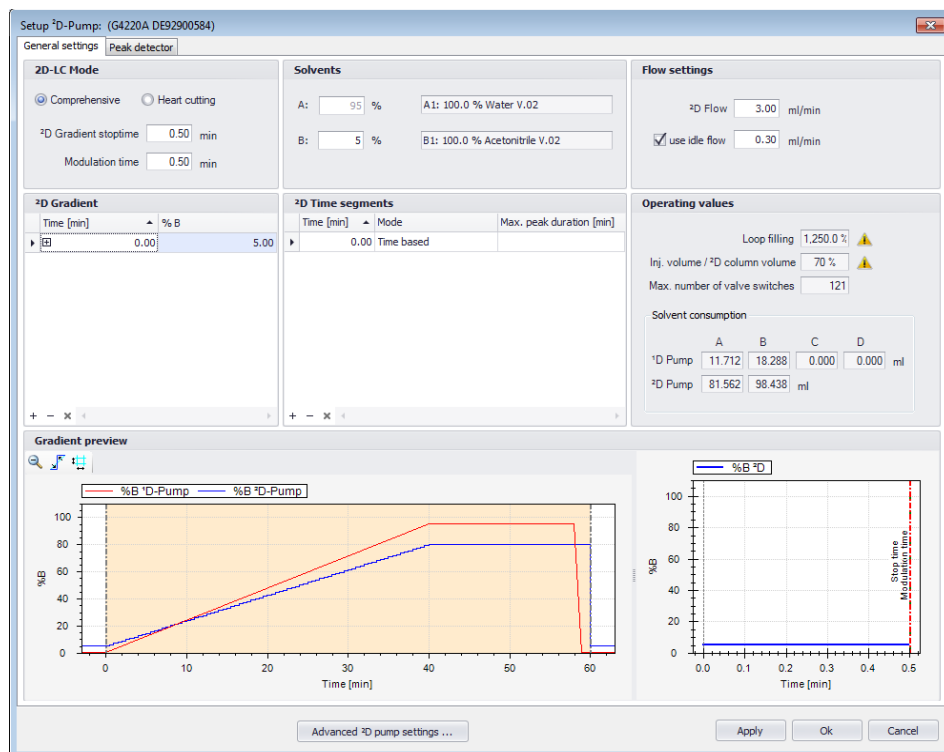 Setup ²D-Pump: (G4220A DE92900584)
General settings Peak detector
2D-LC Mode
Comprehensive Heart cutting
²D Gradient stoptime 0.50 min
Modulation time 0.50 min
Solvents
A: 95 % A1: 100.0 % Water V.02
B: 5 % B1: 100.0 % Acetonitrile V.02
Flow settings
²D Flow 3.00 ml/min
use idle flow 0.30 ml/min
²D Gradient
Time [min] % B
0.00 5.00
²D Time segments
Time [min] Mode Max. peak duration [min]
0.00 Time based
Operating values
Loop filling 1,250.0 %
Inj. volume / ²D column volume 70 %
Max. number of valve switches 121
Solvent consumption
A B C D
¹D Pump 11.712 18.288 0.000 0.000 ml
²D Pump 81.562 98.438 ml
Gradient preview
%B ¹D-Pump %B ²D-Pump
%B
100
80
60
40
20
0
0 10 20 30 40 50 60
Time [min]
%B ²D
%B
100
80
60
40
20
0
Stop time
Modulation time
0.0 0.1 0.2 0.3 0.4 0.5
Time [min]
Advanced ²D pump settings ... Apply Ok Cancel